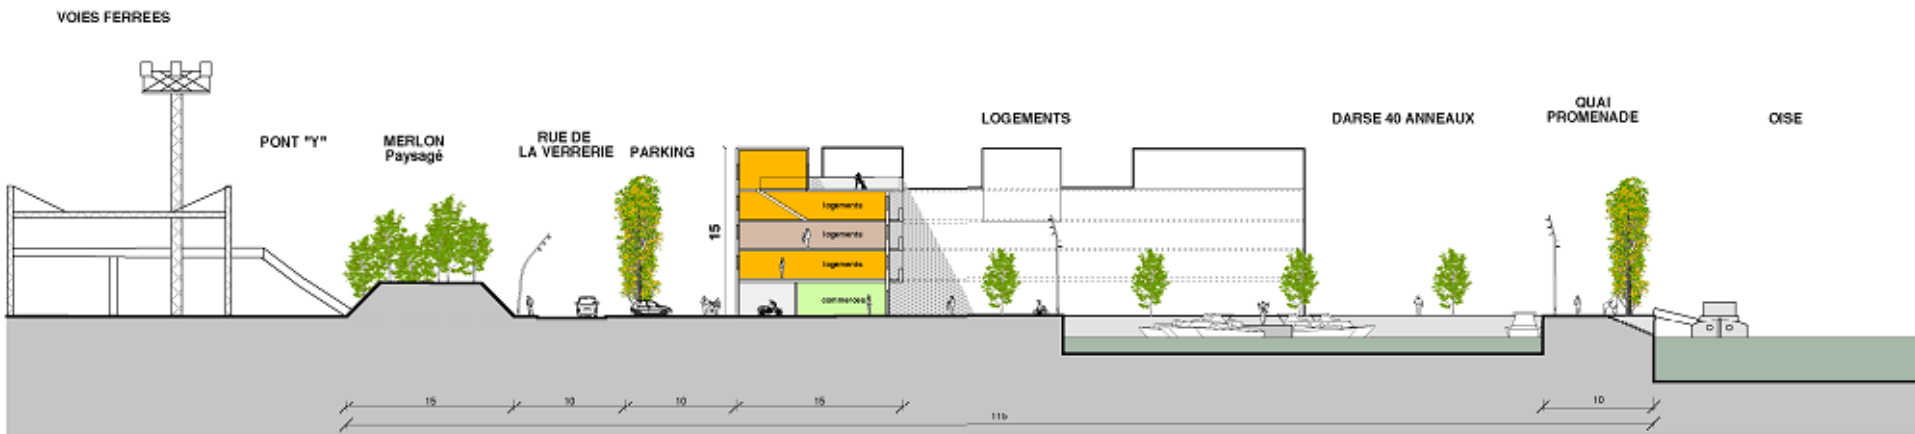 VOIES FERREES
PONT "Y"
MERLON
Paysagé
RUE DE
LA VERRERIE
PARKING
LOGEMENTS
DARSE 40 ANNEAUX
QUAI
PROMENADE
OISE
15
logements
logements
logements
commerces
15
10
10
15
10
115